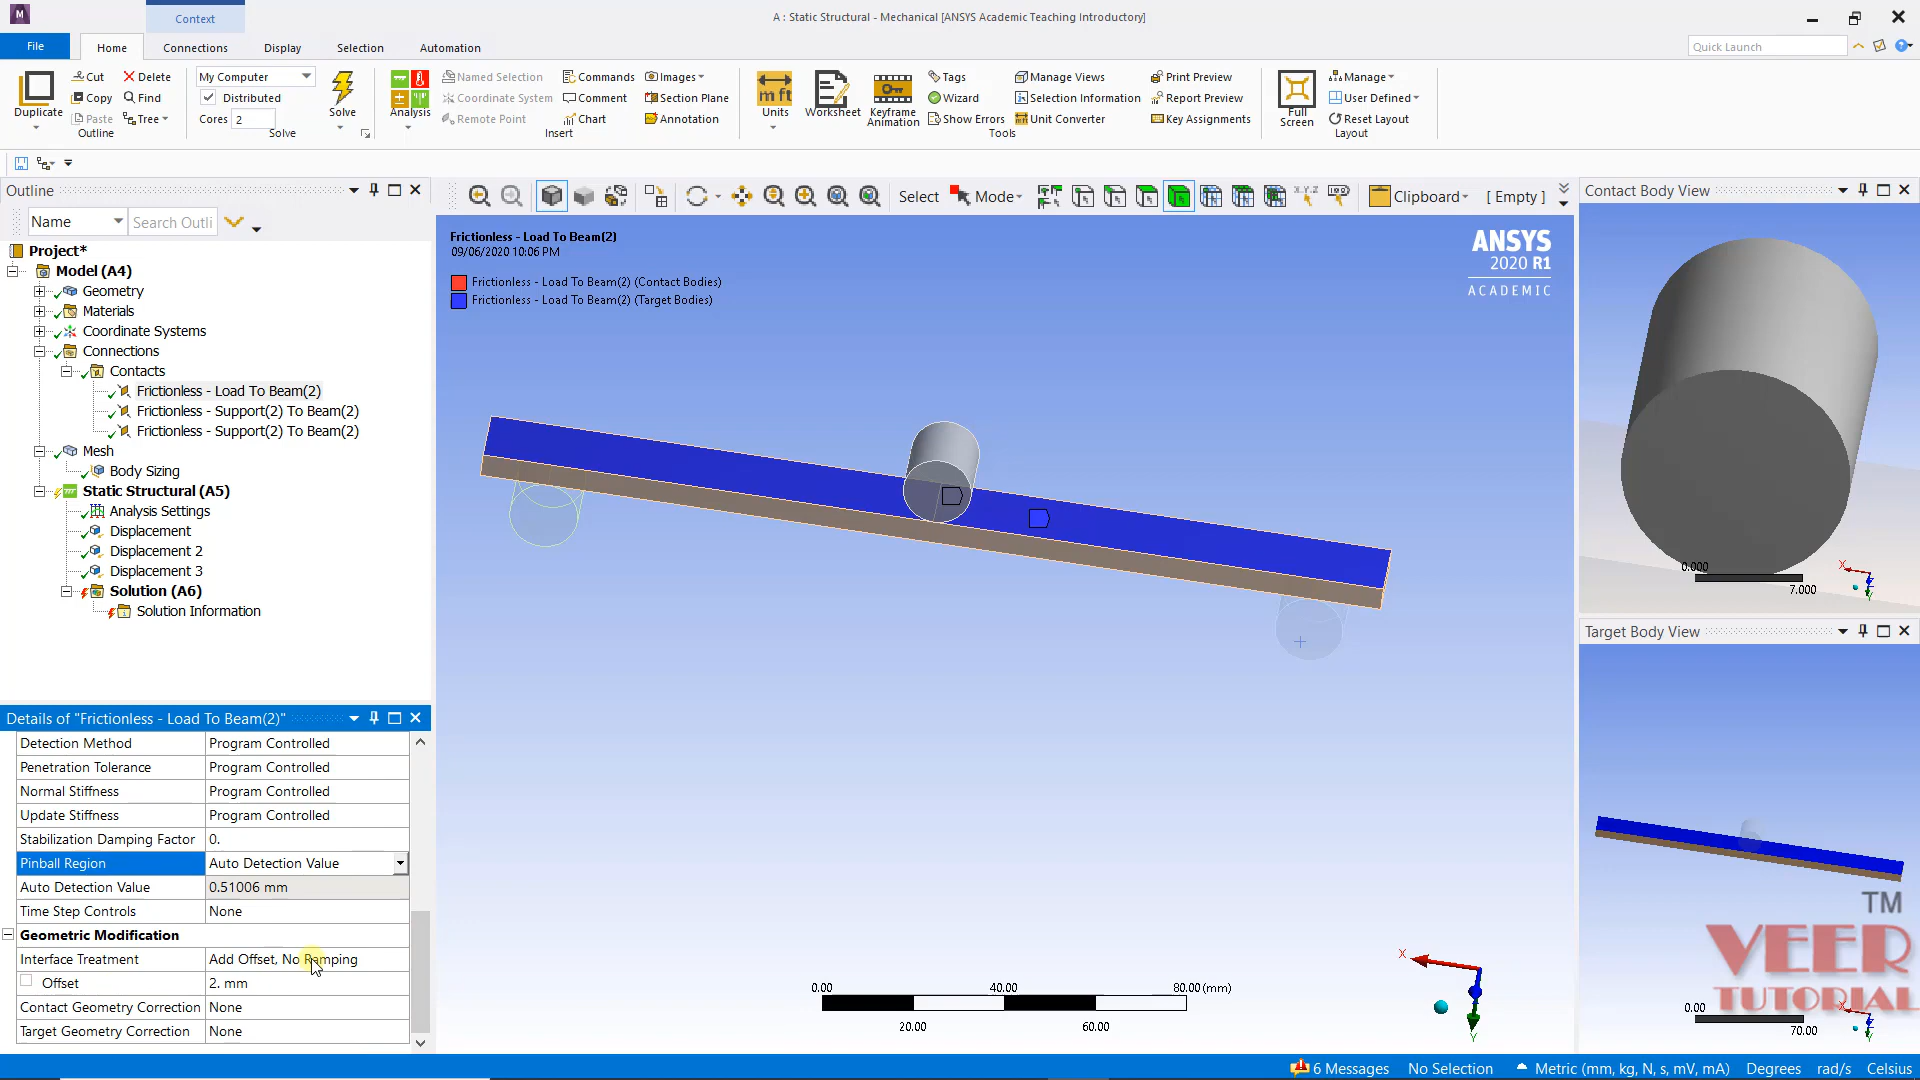 M
Context
A : Static Structural - Mechanical [ANSYS Academic Teaching Introductory]
File
Home
Connections
Display
Selection
Automation
Quick Launch
Duplicate
Cut
Copy
Paste
Delete
Find
Tree
Outline
My Computer
Distributed
Cores 2
Solve
Solve
Analysis
Named Selection
Coordinate System
Remote Point
Commands
Comment
Chart
Images
Section Plane
Annotation
Insert
Units
Worksheet
Keyframe
Animation
Tags
Wizard
Show Errors
Manage Views
Selection Information
Unit Converter
Print Preview
Report Preview
Key Assignments
Tools
Full
Screen
Manage
User Defined
Reset Layout
Layout
Outline
Name
Search Outli
Project*
Model (A4)
Geometry
Materials
Coordinate Systems
Connections
Contacts
Frictionless - Load To Beam(2)
Frictionless - Support(2) To Beam(2)
Frictionless - Support(2) To Beam(2)
Mesh
Body Sizing
Static Structural (A5)
Analysis Settings
Displacement
Displacement 2
Displacement 3
Solution (A6)
Solution Information
Select
Mode
Clipboard
[ Empty ]
Frictionless - Load To Beam(2)
09/06/2020 10:06 PM
Frictionless - Load To Beam(2) (Contact Bodies)
Frictionless - Load To Beam(2) (Target Bodies)
ANSYS
2020 R1
ACADEMIC
X
Y
0.00
40.00
80.00 (mm)
20.00
60.00
Contact Body View
0.000
7.000
X
Y
Target Body View
0.00
70.00
X
Y
TM
VEER
TUTORIAL
Details of "Frictionless - Load To Beam(2)"
Detection Method Program Controlled
Penetration Tolerance Program Controlled
Normal Stiffness Program Controlled
Update Stiffness Program Controlled
Stabilization Damping Factor 0.
Pinball Region Auto Detection Value
Auto Detection Value 0.51006 mm
Time Step Controls None
Geometric Modification
Interface Treatment Add Offset, No Ramping
Offset 2. mm
Contact Geometry Correction None
Target Geometry Correction None
6 Messages
No Selection
Metric (mm, kg, N, s, mV, mA)
Degrees
rad/s
Celsius